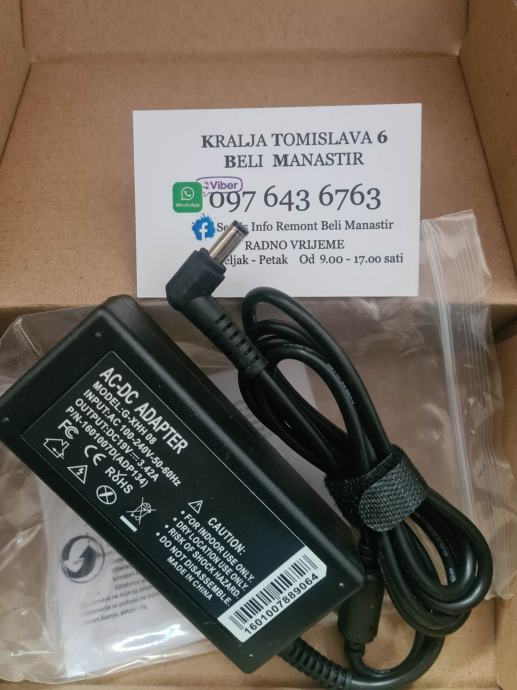 KRALJA TOMISLAVA 6
BELI MANASTIR
Viber
WhatsApp
097 643 6763
Info Remont Beli Manastir
RADNO VRIJEME
Petak Od 9.00 - 17.00 sati
AC-DC ADAPTER
MODEL:G-XHH-08
INPUT:AC 100-240V-50-60Hz
OUTPUT:DC19V⎓3.42A
P/N-1601007D(ADP134)
FC CE RoHS
CAUTION:
• FOR INDOOR USE ONLY.
• DRY LOCATION USE ONLY.
• RISK OF SHOCK HAZARD
• DO NOT DISASSEMBLE.
MADE IN CHINA
1601007889064